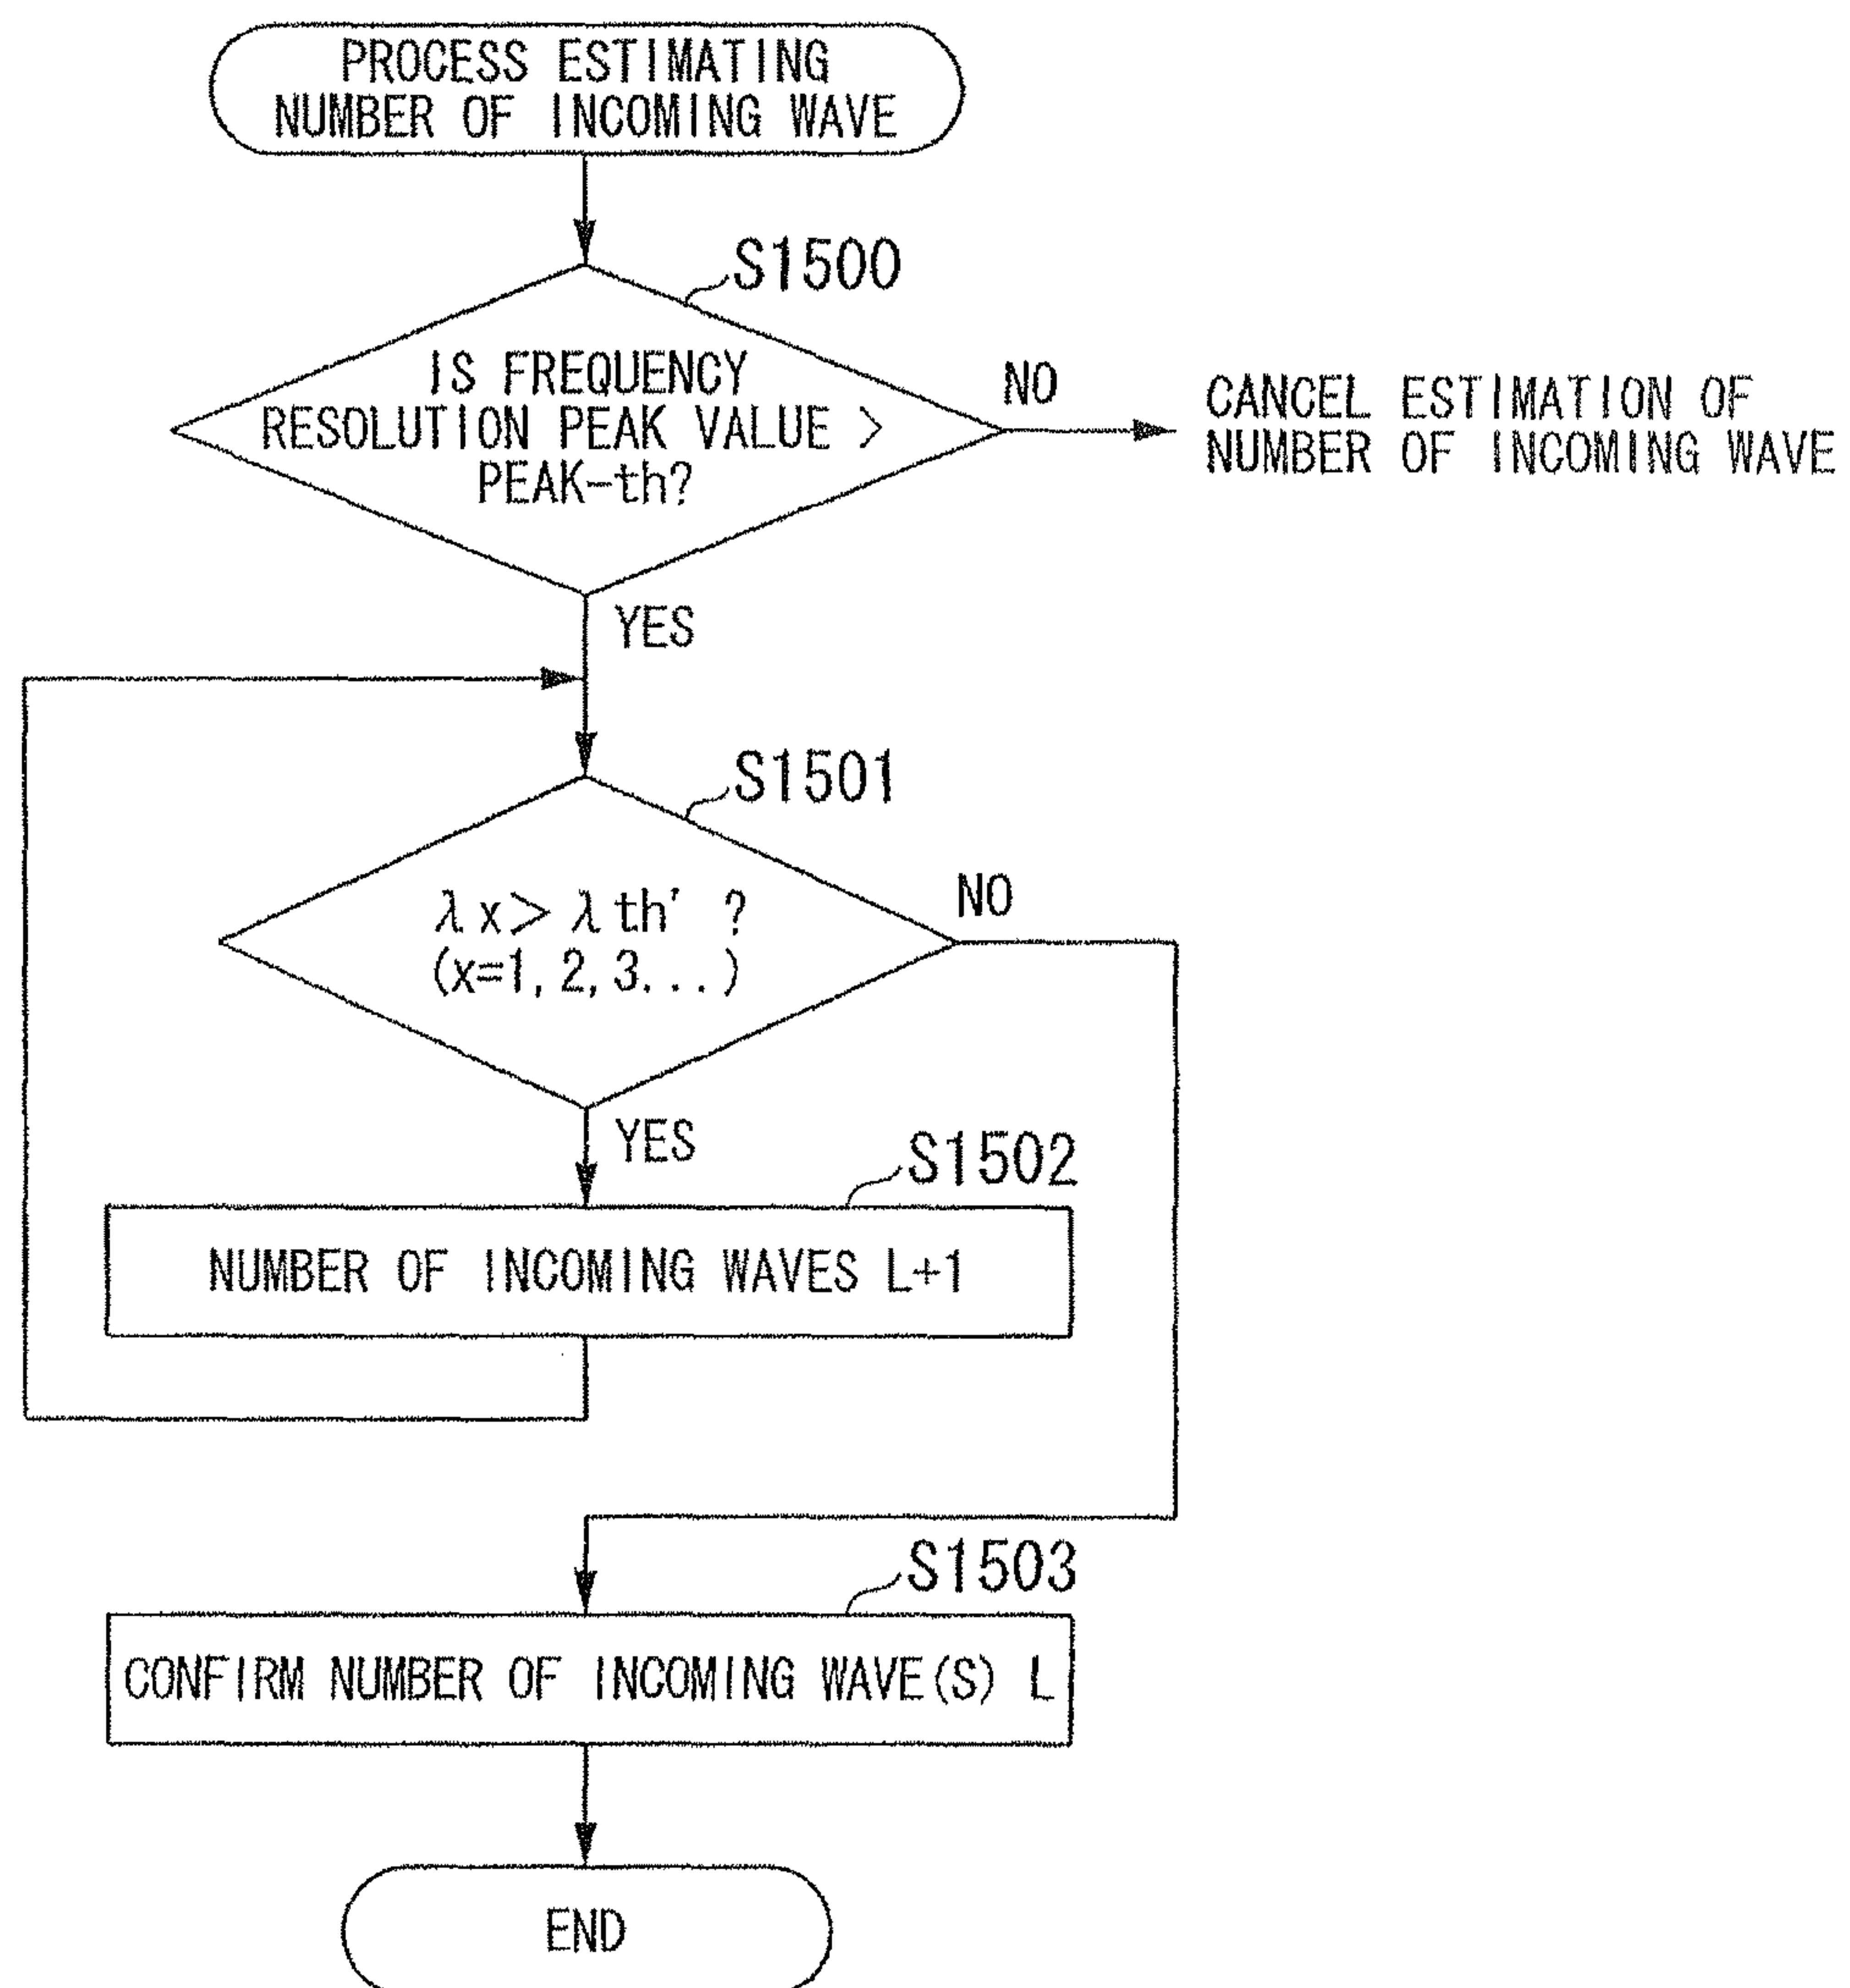 PROCESS ESTIMATING
NUMBER OF INCOMING WAVE
S1500
IS FREQUENCY
RESOLUTION PEAK VALUE >
PEAK-th?
NO
CANCEL ESTIMATION OF
NUMBER OF INCOMING WAVE
YES
S1501
λx> λth' ?
(x=1, 2, 3...)
NO
YES
S1502
NUMBER OF INCOMING WAVES L+1
S1503
CONFIRM NUMBER OF INCOMING WAVE(S) L
END